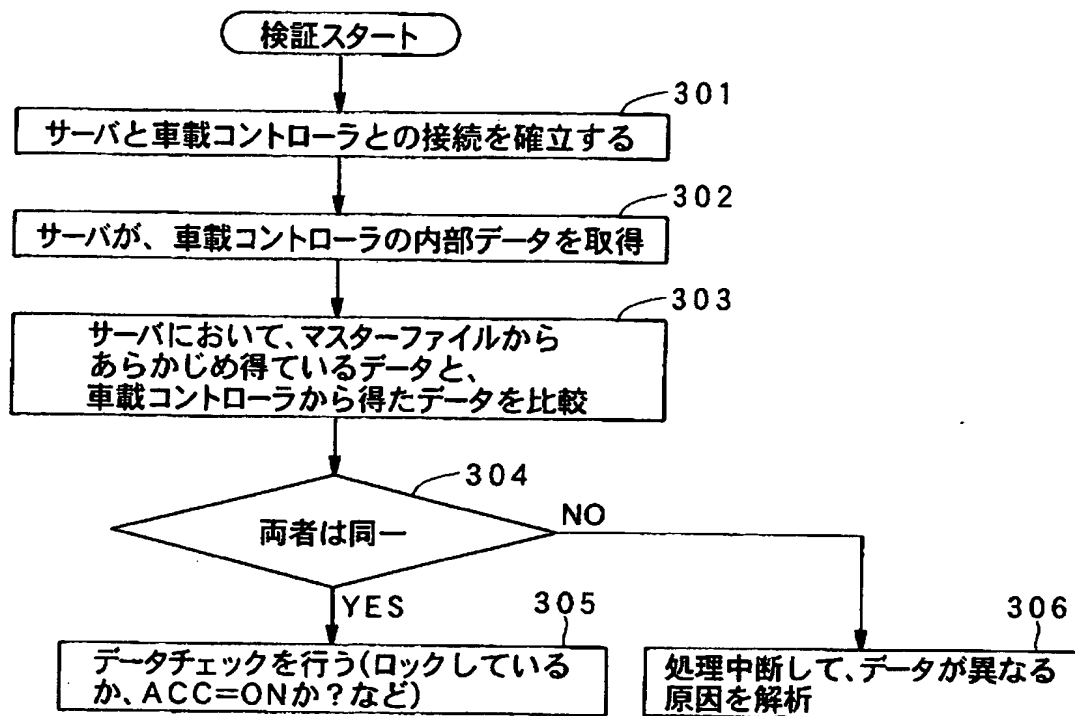 検証スタート
301
サーバと車載コントローラとの接続を確立する
302
サーバが、車載コントローラの内部データを取得
303
サーバにおいて、マスターファイルから
あらかじめ得ているデータと、
車載コントローラから得たデータを比較
304
両者は同一
NO
YES
305
データチェックを行う(ロックしている
か、ACC=ONか?など)
306
処理中断して、データが異なる
原因を解析